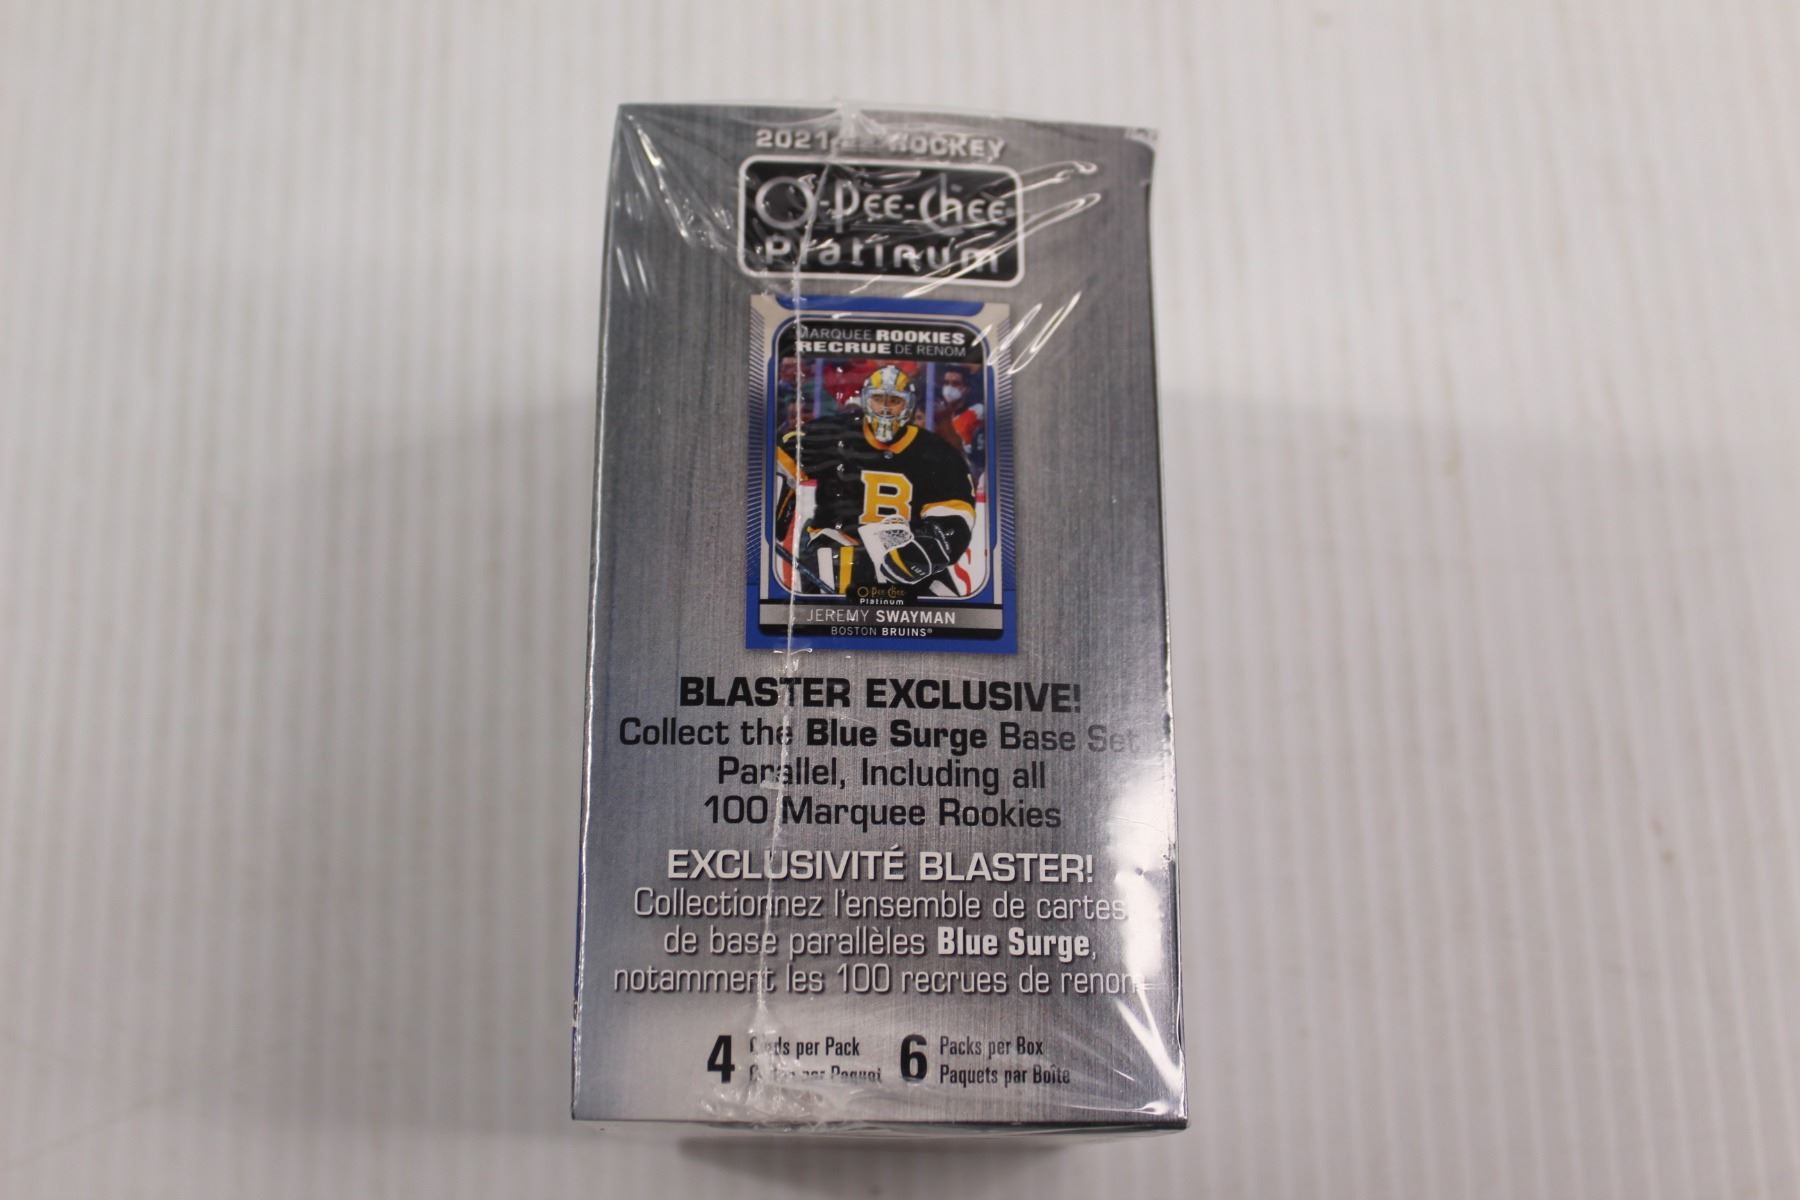 2021-22 HOCKEY
O-Pee-Chee
Platinum
MARQUEE ROOKIES
RECRUE DE RENOM
B
O-Pee-Chee
Platinum
JEREMY SWAYMAN
BOSTON BRUINS®
BLASTER EXCLUSIVE!
Collect the Blue Surge Base Set
Parallel, Including all
100 Marquee Rookies
EXCLUSIVITÉ BLASTER!
Collectionnez l'ensemble de cartes
de base parallèles Blue Surge,
notamment les 100 recrues de renom
4 Cards per Pack
Cartes par Paquet
6 Packs per Box
Paquets par Boîte